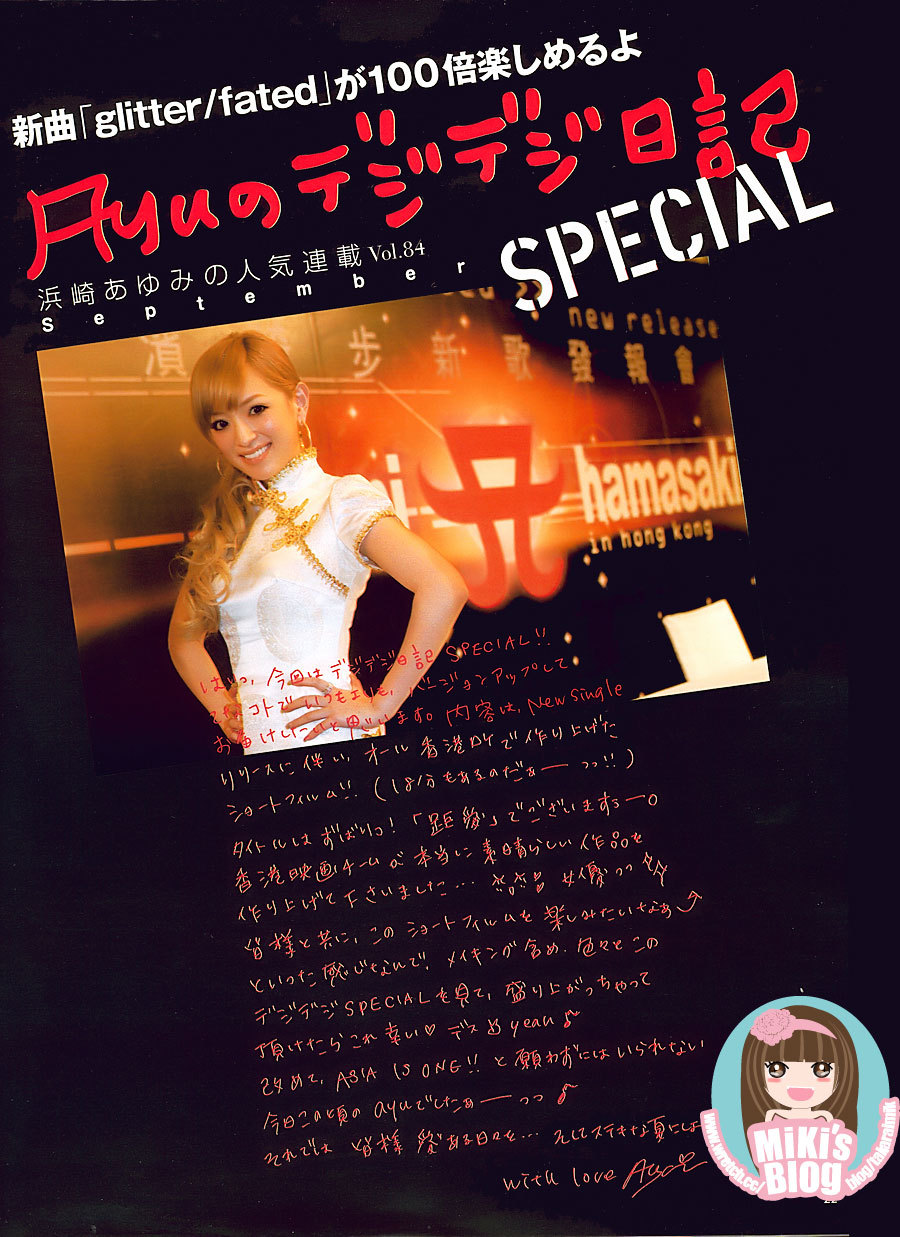 新曲「glitter/fated」が100倍楽しめるよ
Ayuのデジデジ日記
SPECIAL
浜崎あゆみの人気連載 Vol.84
September
new release
濱 步新歌發報會
hamasaki
in hong kong
はいっ、今回はデジデジ日記 SPECIAL!!
コトでいつもよりも、バージョンアップして
お届けしたいと思います。内容は、New Single
リリースに伴い、オール香港ロケで作り上げた
ショートフィルム!! (18分もあるのだぁーっっ!!)
タイトルはずばりっ!「距愛」でございますぅー。
香港映画チームが本当に素晴らしい作品を
作り上げて下さいました… 女優っっ
皆様と共に、このショートフィルムを楽しみたいなぁ
といった感じなんで、メイキング含め、色々とこの
デジデジSPECIALを見て、盛り上がっちゃって
頂けたらこれ幸い♡デス yeah♪
改めて、ASIA IS ONE!! と願わずにはいられない
今日この頃のayuでしたぁーっっ♪
それでは皆様愛ある日々を… そしてステキな夏にしよ
with love Ayu
MiKi's
Blog
www.wretch.cc/blog/takarabmik
22